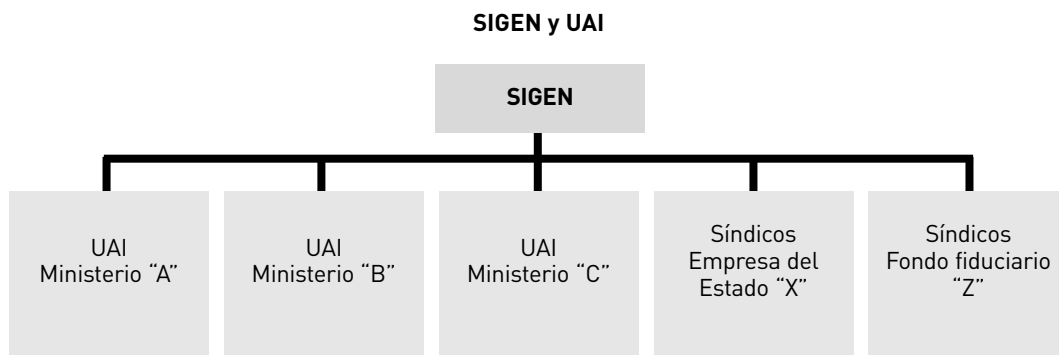 SIGEN y UAI
SIGEN
UAI
Ministerio “A”
UAI
Ministerio “B”
UAI
Ministerio “C”
Síndicos
Empresa del
Estado “X”
Síndicos
Fondo fiduciario
“Z”